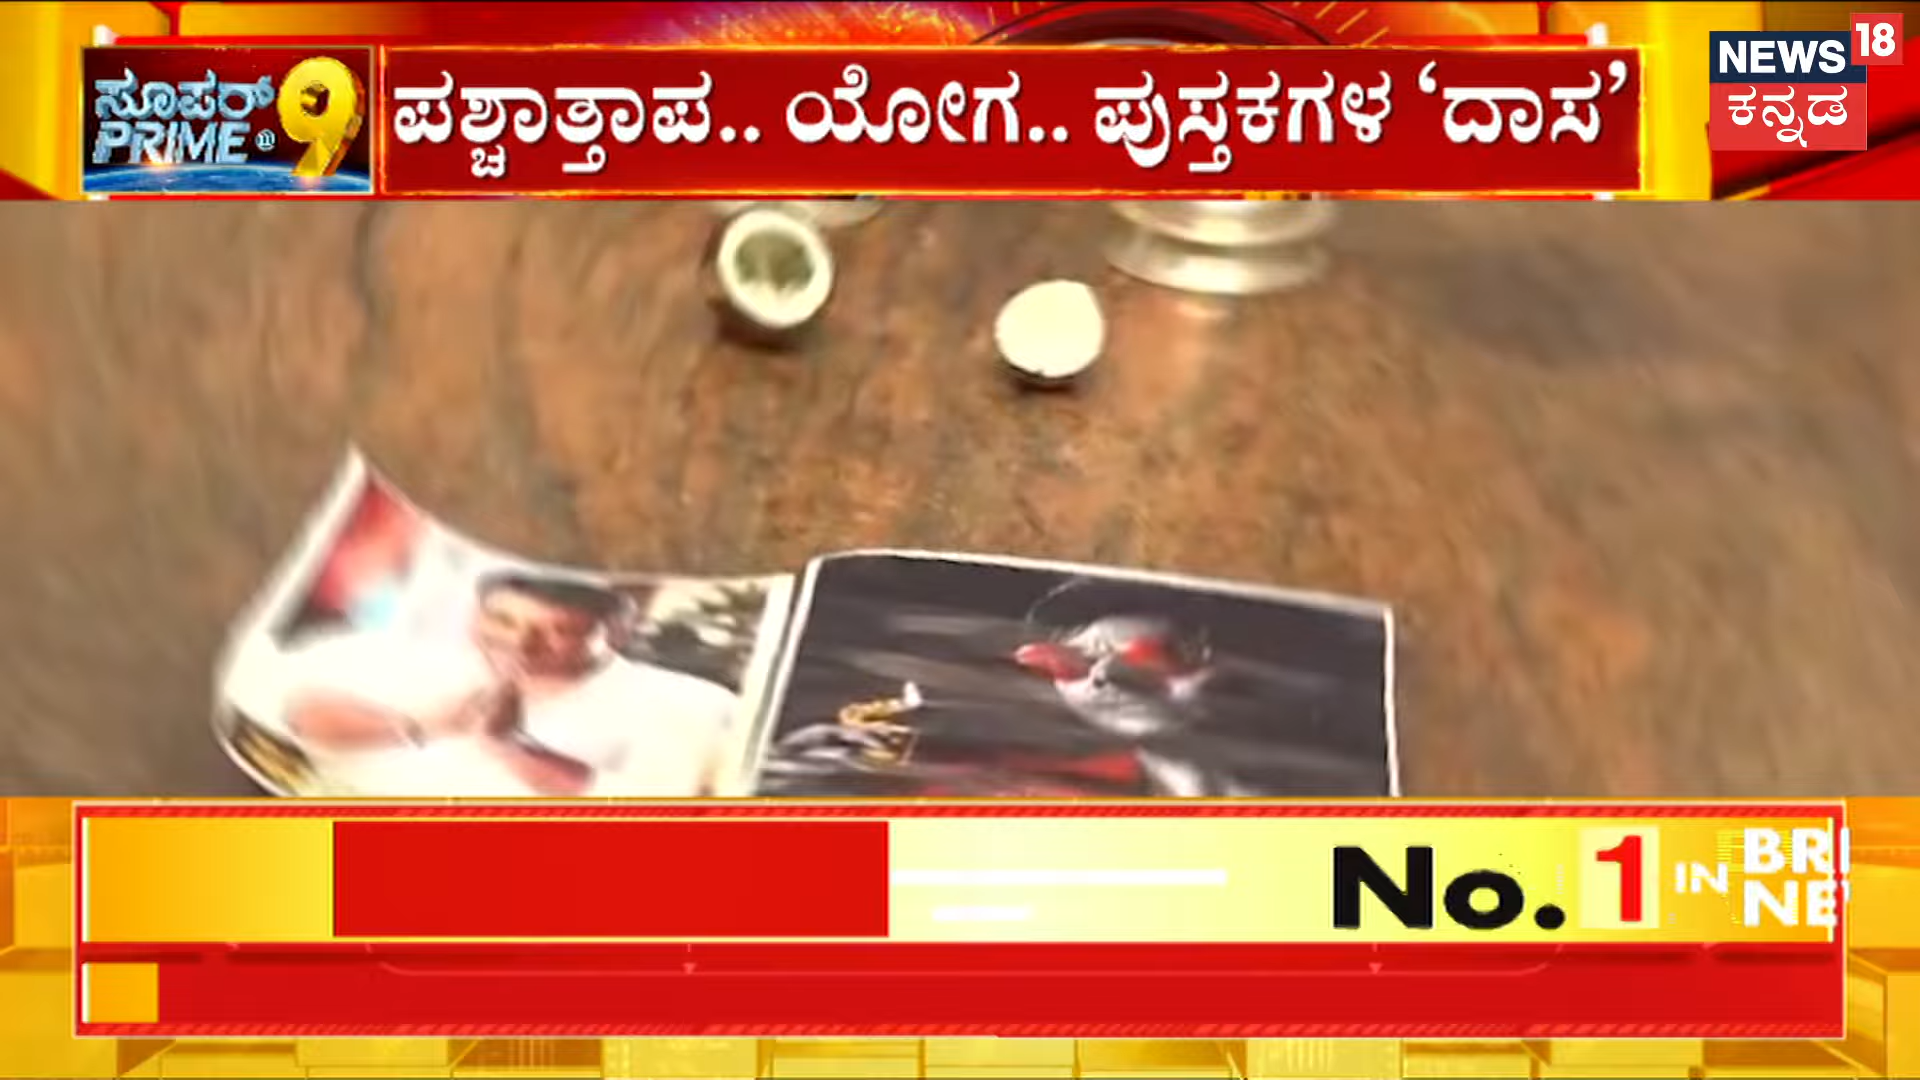 ಸೂಪರ್
PRIME @ 9
ಪಶ್ಚಾತ್ತಾಪ.. ಯೋಗ.. ಪುಸ್ತಕಗಳ ‘ದಾಸ’
NEWS 18
ಕನ್ನಡ
No. 1 IN